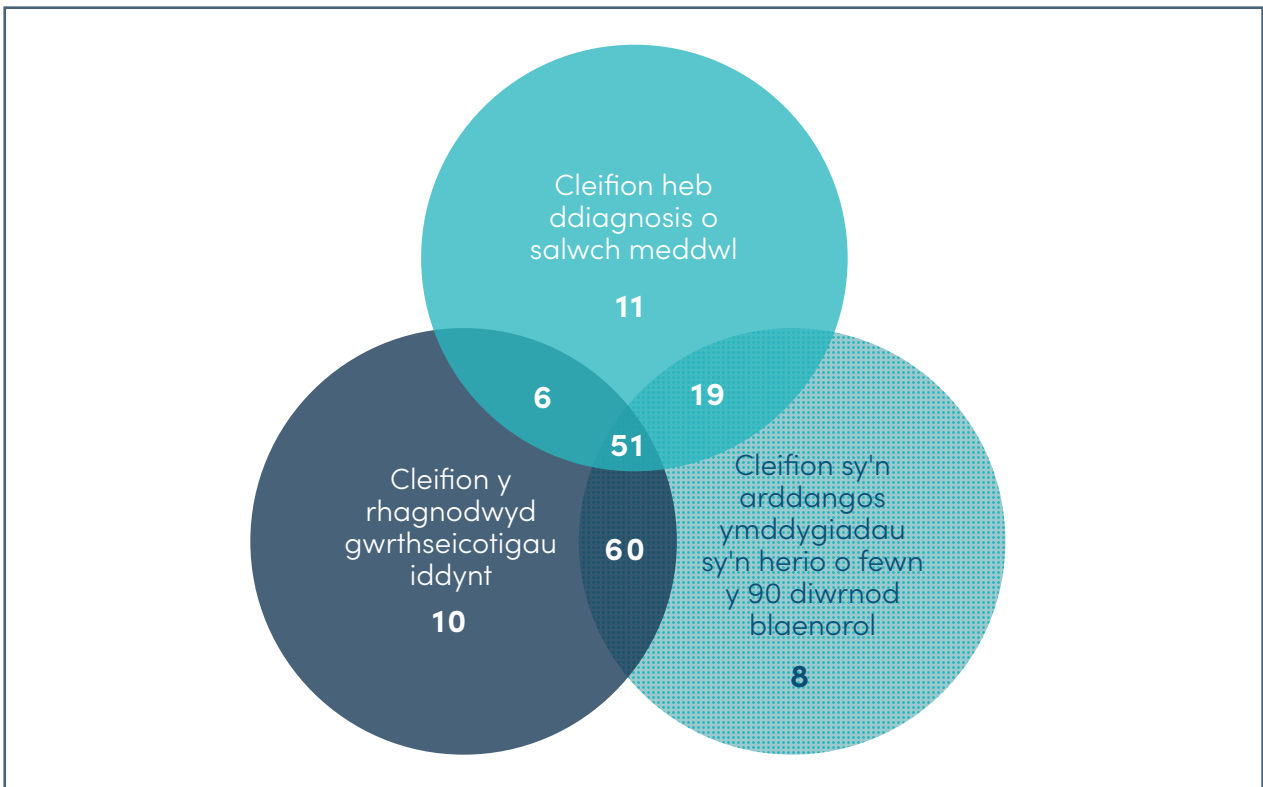 Cleifion heb
ddiagnosis o
salwch meddwl
11
6
19
51
Cleifion y
rhagnodwyd
gwrthseicotigau
iddynt
10
60
Cleifion sy'n
arddangos
ymddygiadau
sy'n herio o fewn
y 90 diwrnod
blaenorol
8